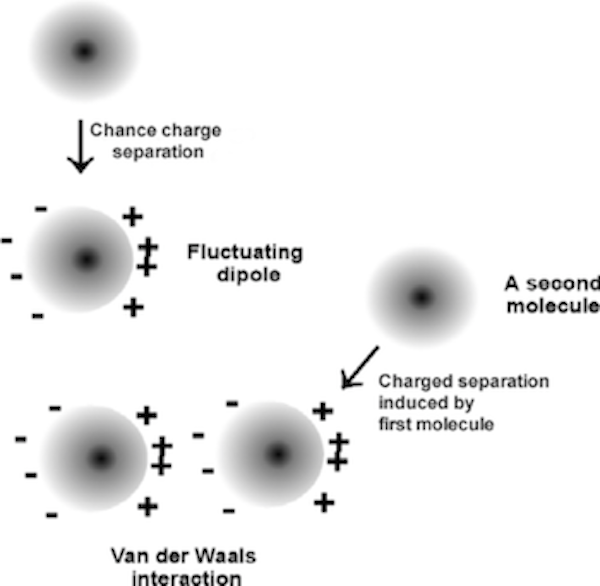 Chance charge
separation
Fluctuating
dipole
A second
molecule
Charged separation
induced by
first molecule
Van der Waals
interaction